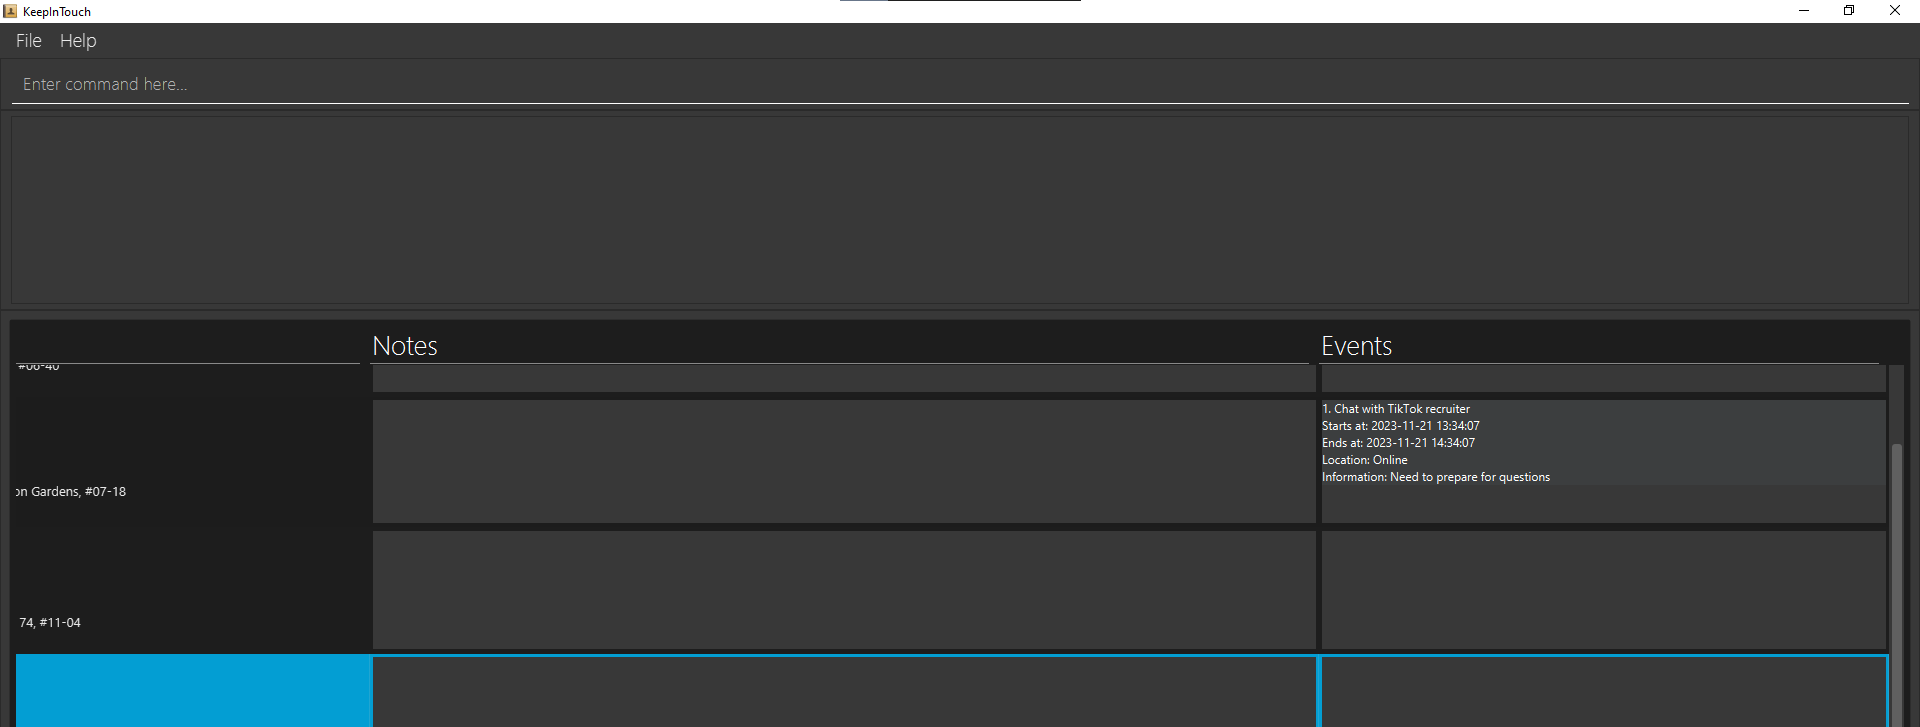 KeepInTouch
File Help
Enter command here...
Notes Events
#06-40
1. Chat with TikTok recruiter
Starts at: 2023-11-21 13:34:07
Ends at: 2023-11-21 14:34:07
Location: Online
Information: Need to prepare for questions
on Gardens, #07-18
74, #11-04